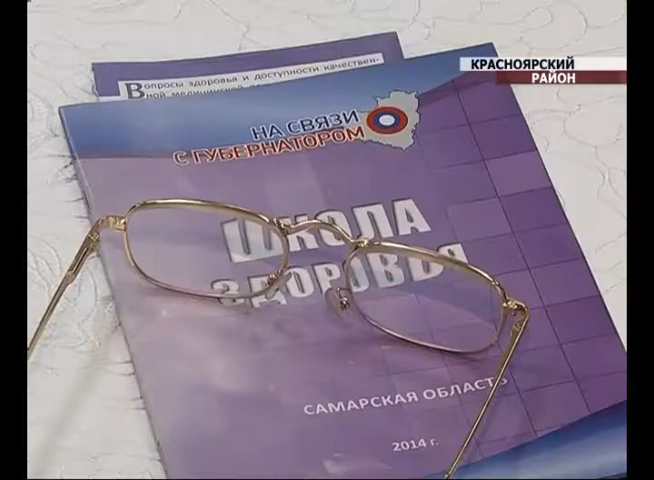 КРАСНОЯРСКИЙ
РАЙОН
Вопросы здоровья и доступности качествен-
ной медицинской
НА СВЯЗИ
С ГУБЕРНАТОРОМ
ШКОЛА
ЗДОРОВЬЯ
САМАРСКАЯ ОБЛАСТЬ
2014 г.